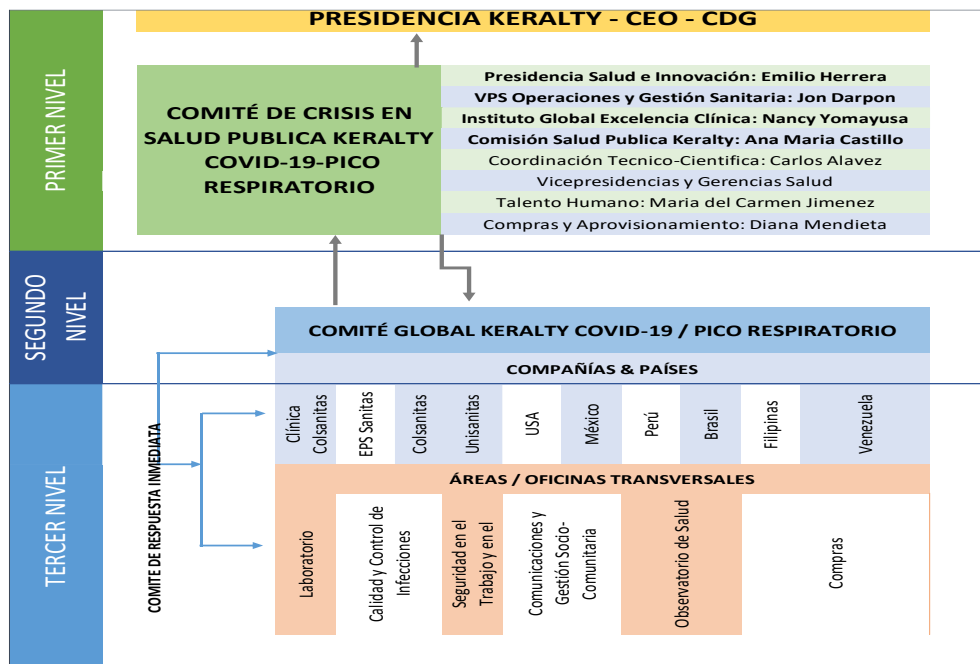 PRESIDENCIA KERALTY - CEO - CDG
PRIMER NIVEL
COMITÉ DE CRISIS EN
SALUD PUBLICA KERALTY
COVID-19-PICO
RESPIRATORIO
Presidencia Salud e Innovación: Emilio Herrera
VPS Operaciones y Gestión Sanitaria: Jon Darpon
Instituto Global Excelencia Clínica: Nancy Yomayusa
Comisión Salud Publica Keralty: Ana Maria Castillo
Coordinación Tecnico-Cientifica: Carlos Alavez
Vicepresidencias y Gerencias Salud
Talento Humano: Maria del Carmen Jimenez
Compras y Aprovisionamiento: Diana Mendieta
SEGUNDO
NIVEL
COMITÉ GLOBAL KERALTY COVID-19 / PICO RESPIRATORIO
COMPAÑÍAS & PAÍSES
TERCER NIVEL
COMITE DE RESPUESTA INMEDIATA
Clínica
Colsanitas
EPS Sanitas
Colsanitas
Unisanitas
USA
México
Perú
Brasil
Filipinas
Venezuela
ÁREAS / OFICINAS TRANSVERSALES
Laboratorio
Calidad y Control de
Infecciones
Seguridad en el
Trabajo y en el
Comunicaciones y
Gestión Socio-
Comunitaria
Observatorio de Salud
Compras